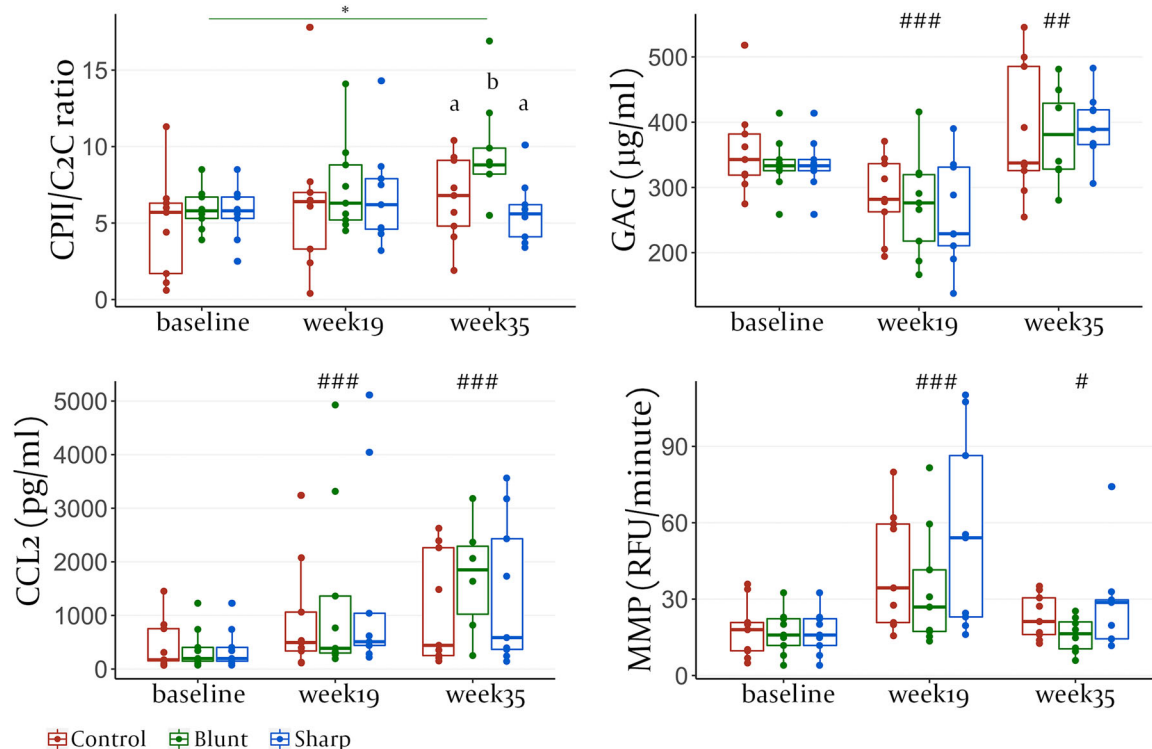 *
CPII/C2C ratio
15
10
5
0
a
b
a
baseline
week19
week35
### ##
GAG (µg/ml)
500
400
300
200
baseline
week19
week35
### ###
CCL2 (pg/ml)
5000
4000
3000
2000
1000
0
baseline
week19
week35
### #
MMP (RFU/minute)
90
60
30
0
baseline
week19
week35
Control Blunt Sharp